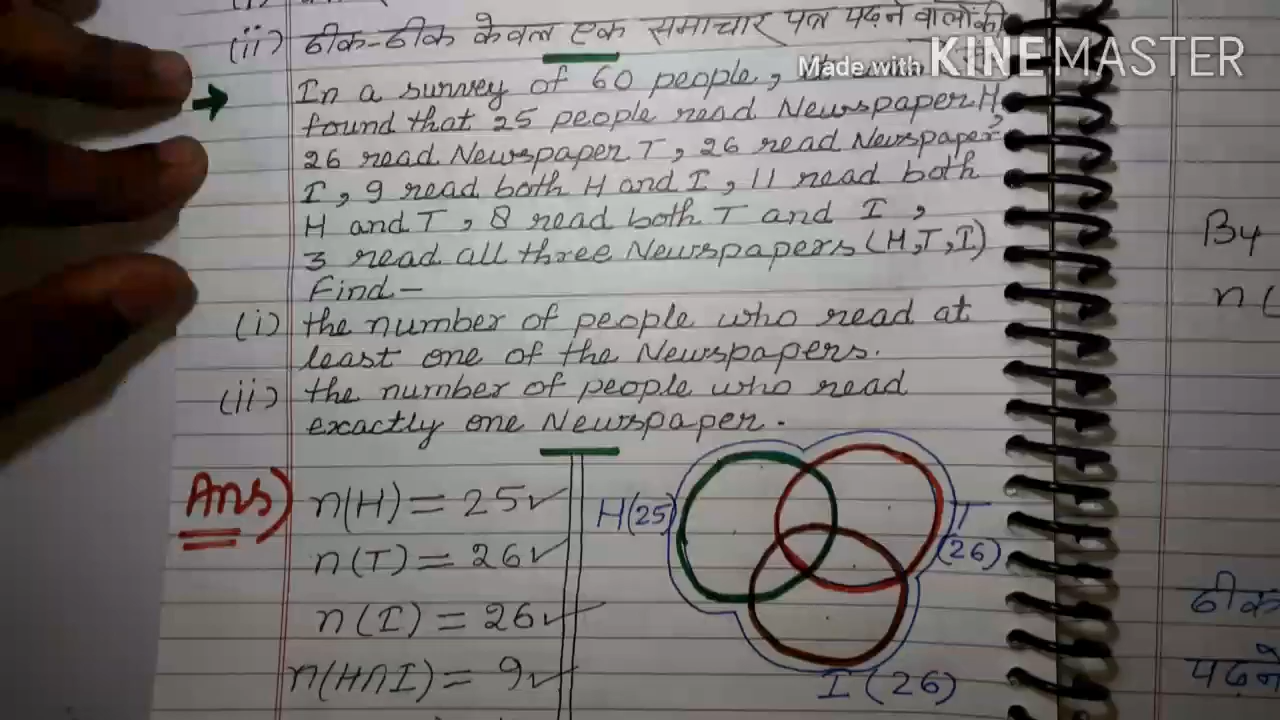 (ii) ठीक-ठीक केवल एक समाचार पत्र पढ़ने वालों की
Made with KINEMASTER
In a survey of 60 people,
found that 25 people read Newspaper H,
26 read Newspaper T, 26 read Newspaper
I, 9 read both H and I, 11 read both
H and T, 8 read both T and I,
3 read all three Newspapers (H,T,I)
Find-
(i) the number of people who read at
least one of the Newspapers.
(ii) the number of people who read
exactly one Newspaper.
Ans)
n(H) = 25✓
n(T) = 26✓
n(I) = 26✓
n(H∩I) = 9✓
H(25)
T
(26)
I (26)
By
n(
ठीक
पढ़ने